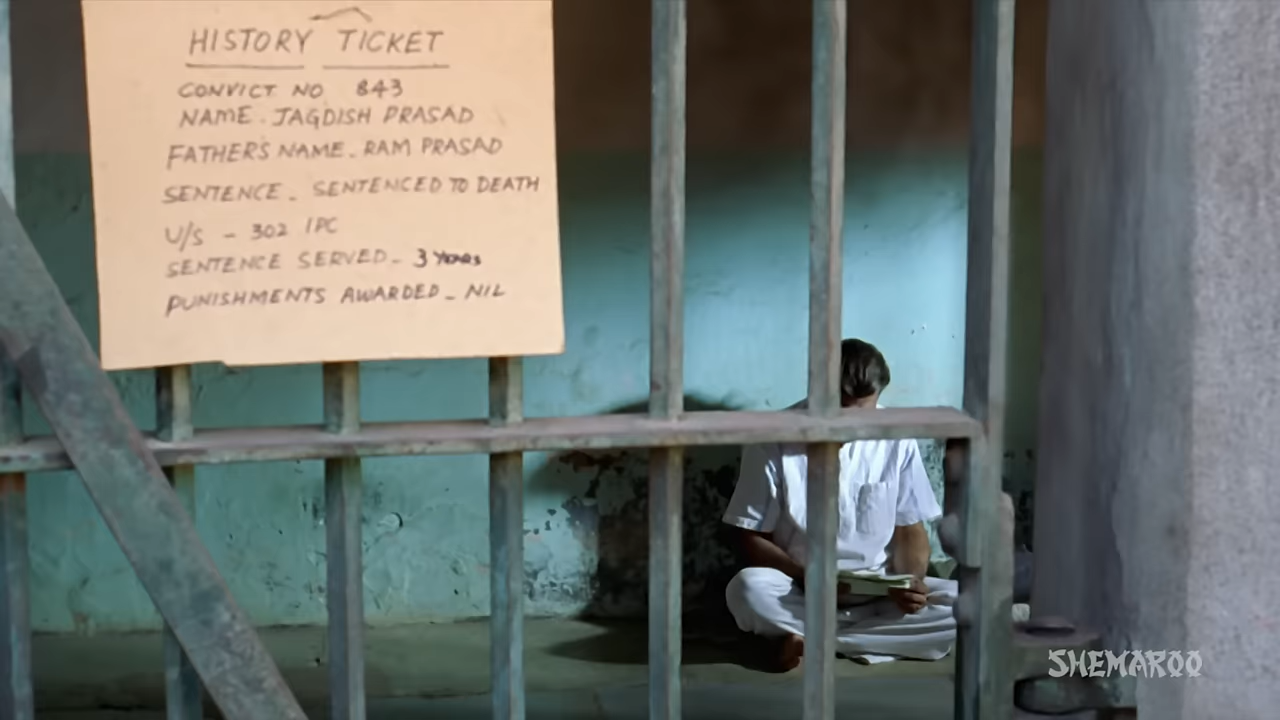 HISTORY TICKET
CONVICT NO 843
NAME. JAGDISH PRASAD
FATHER'S NAME. RAM PRASAD
SENTENCE - SENTENCED TO DEATH
U/S - 302 IPC
SENTENCE SERVED - 3 YEARS
PUNISHMENTS AWARDED - NIL
SHEMAROO